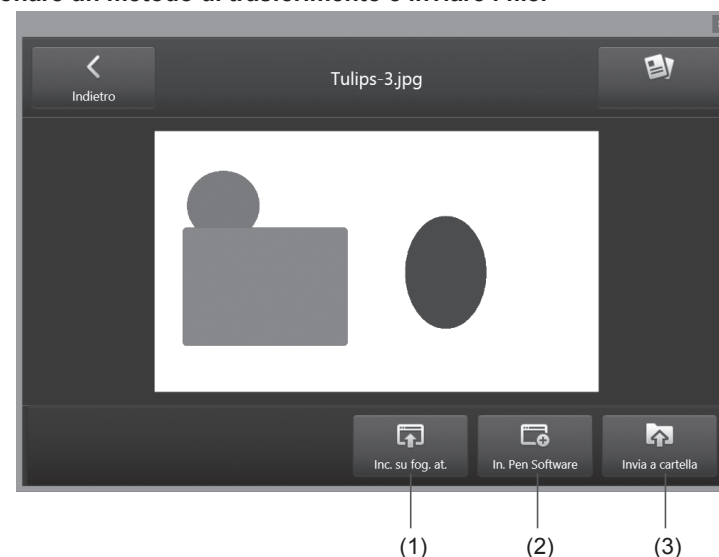 Indietro
Tulips-3.jpg
Inc. su fog. at.
In. Pen Software
Invia a cartella
(1)
(2)
(3)